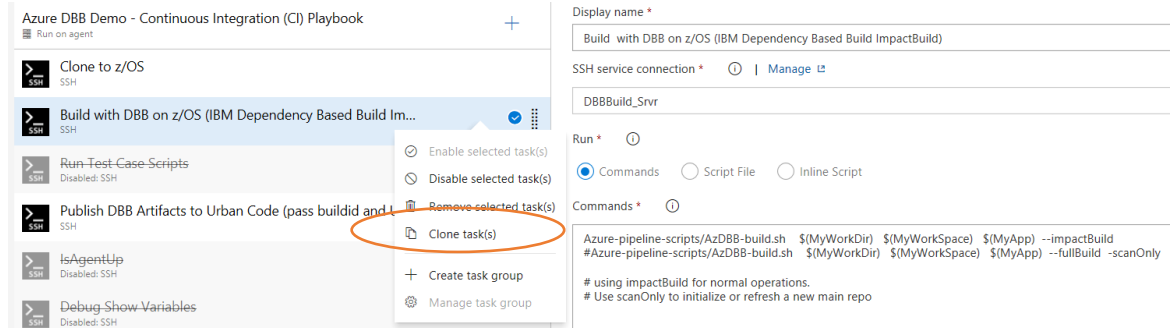 Azure DBB Demo - Continuous Integration (CI) Playbook
Run on agent
Clone to z/OS
SSH
Build with DBB on z/OS (IBM Dependency Based Build Im...
SSH
Run Test Case Scripts
Disabled: SSH
Publish DBB Artifacts to Urban Code (pass buildid and
SSH
IsAgentUp
Disabled: SSH
Debug Show Variables
Disabled: SSH
Enable selected task(s)
Disable selected task(s)
Remove selected task(s)
Clone task(s)
Create task group
Manage task group
Display name *
Build with DBB on z/OS (IBM Dependency Based Build ImpactBuild)
SSH service connection * | Manage
DBBBuild_Srvr
Run *
Commands Script File Inline Script
Commands *
Azure-pipeline-scripts/AzDBB-build.sh $(MyWorkDir) $(MyWorkSpace) $(MyApp) --impactBuild
#Azure-pipeline-scripts/AzDBB-build.sh $(MyWorkDir) $(MyWorkSpace) $(MyApp) --fullBuild -scanOnly
# using impactBuild for normal operations.
# Use scanOnly to initialize or refresh a new main repo